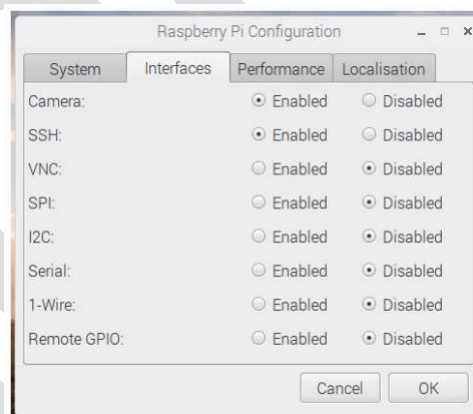 Raspberry Pi Configuration
System Interfaces Performance Localisation
Camera: Enabled Disabled
SSH: Enabled Disabled
VNC: Enabled Disabled
SPI: Enabled Disabled
I2C: Enabled Disabled
Serial: Enabled Disabled
1-Wire: Enabled Disabled
Remote GPIO: Enabled Disabled
Cancel OK